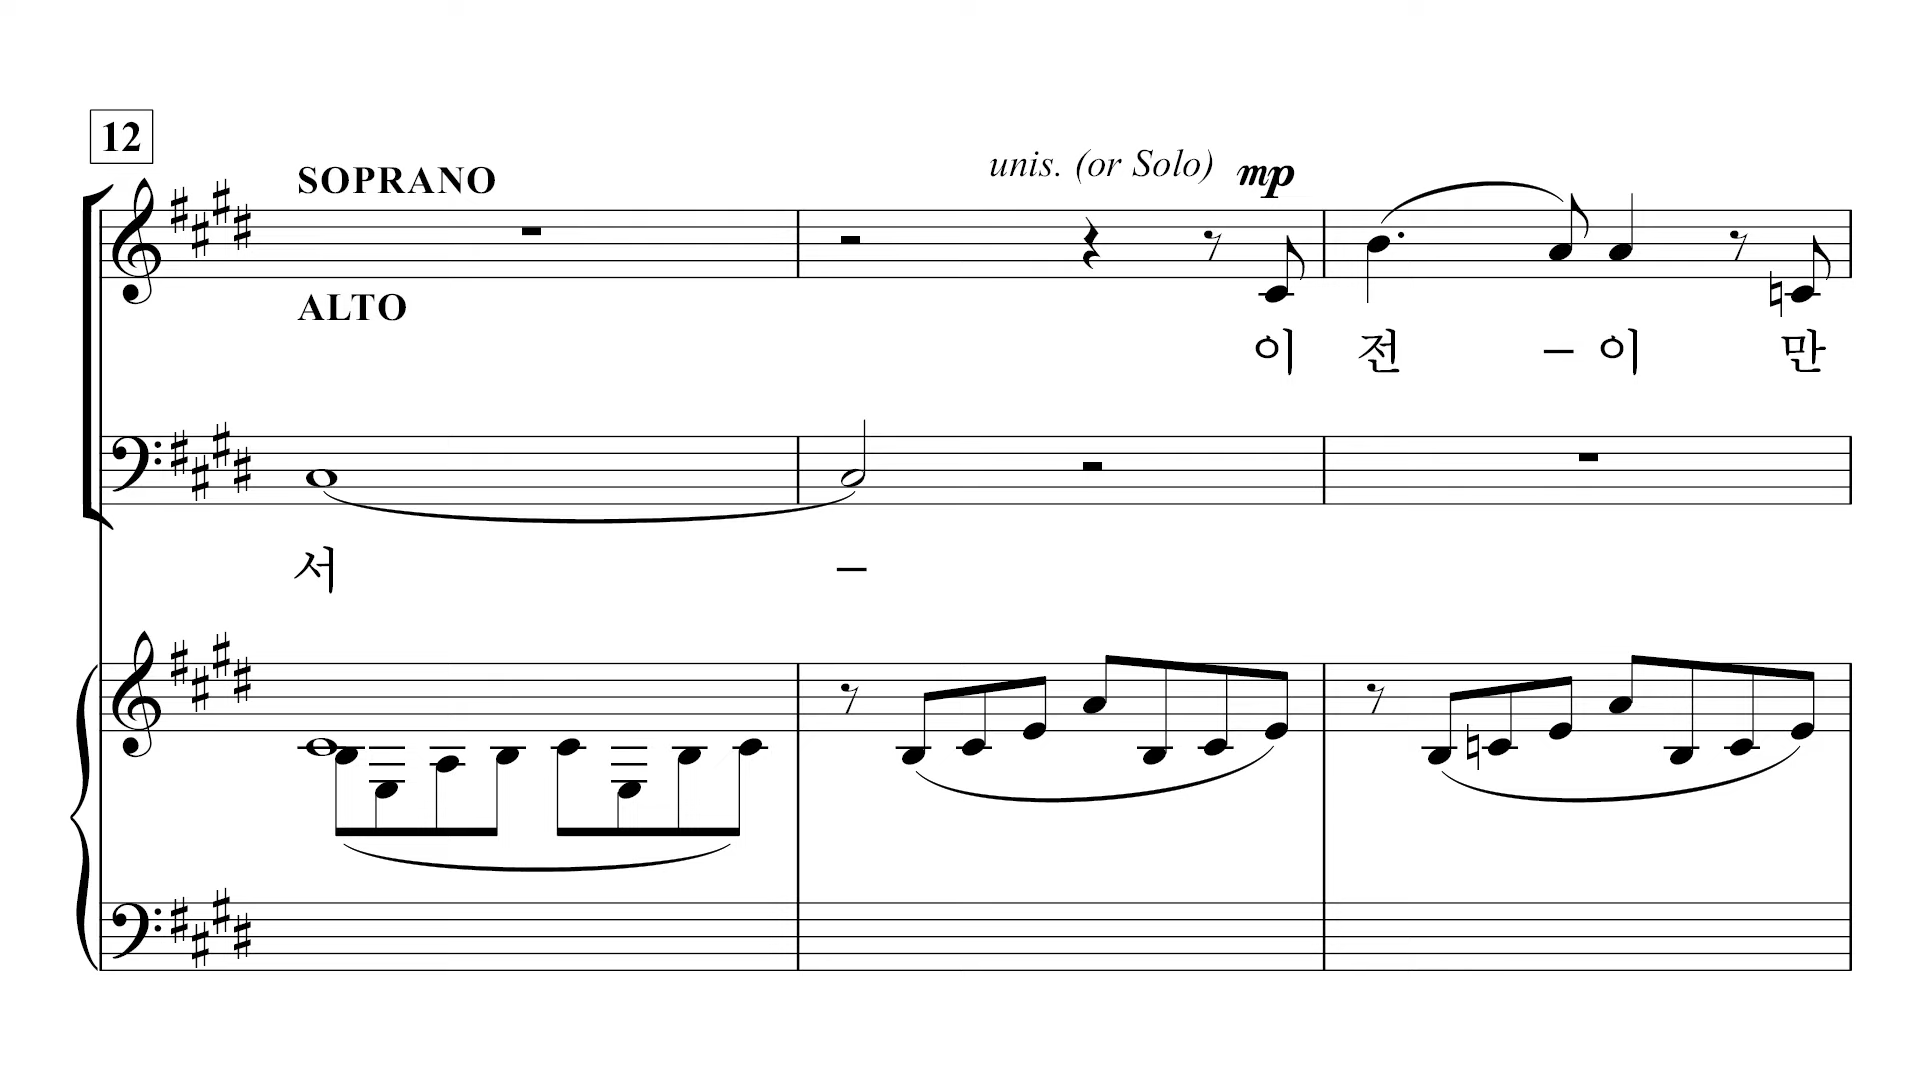 12
SOPRANO
unis. (or Solo) mp
ALTO
이 전 – 이 만
서 –